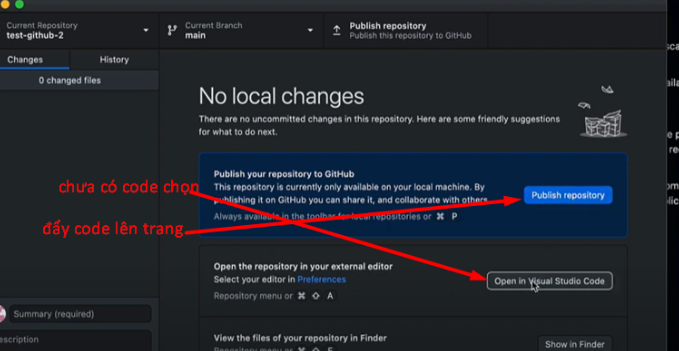 Current Repository
test-github-2
Current Branch
main
Publish repository
Publish this repository to GitHub
Changes
History
0 changed files
No local changes
There are no uncommitted changes in this repository. Here are some friendly suggestions
for what to do next.
Publish your repository to GitHub
chưa có code chọn
This repository is currently only available on your local machine. By
publishing it on GitHub you can share it, and collaborate with others.
Publish repository
Always available in the toolbar for local repositories or ⌘ P
đẩy code lên trang
Open the repository in your external editor
Select your editor in Preferences
Open in Visual Studio Code
Repository menu or ⌘ ⇧ A
Summary (required)
View the files of your repository in Finder
Show in Finder
Repository menu or ⌘ ⇧ F